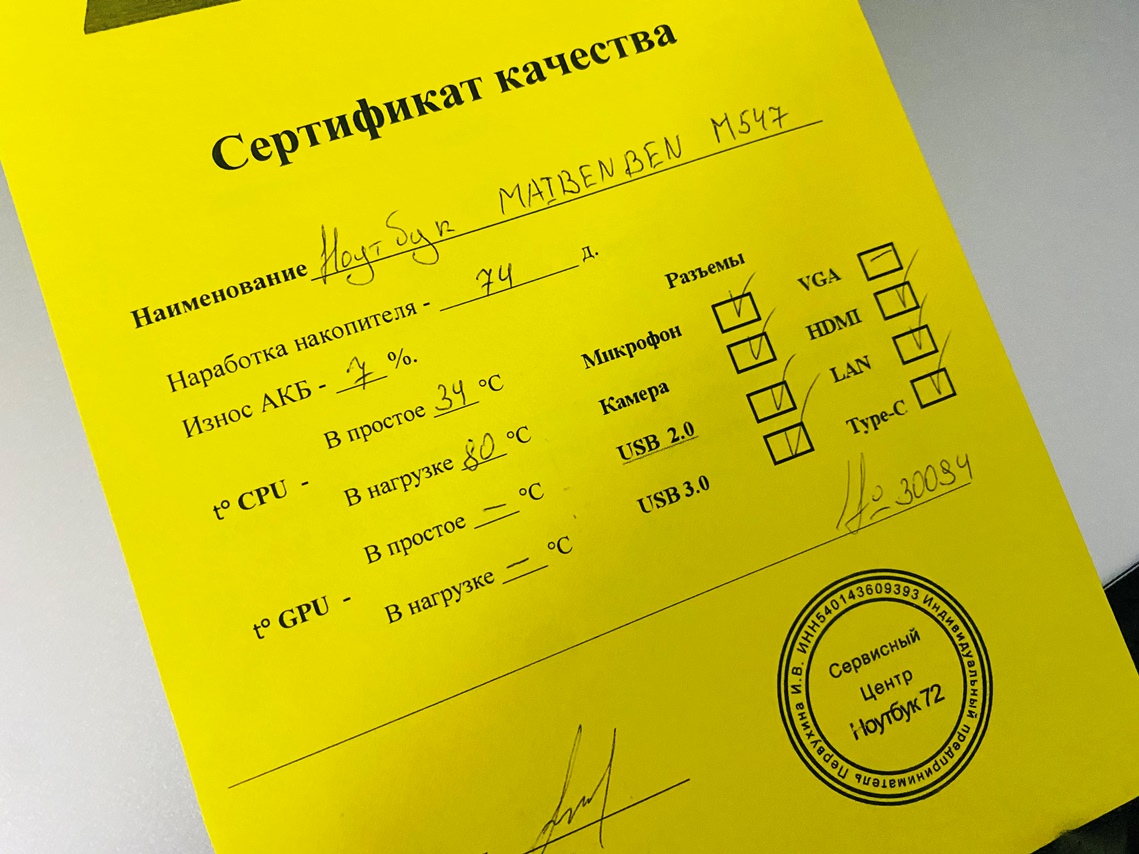 Сертификат качества
Наименование Ноутбук MAIBENBEN M547
Наработка накопителя - 74 д.
Износ АКБ - 7 %.
t° CPU -
В простое 34 °C
В нагрузке 80 °C
t° GPU -
В простое — °C
В нагрузке — °C
Разъемы
Микрофон ✓
Камера ✓
USB 2.0 ✓
USB 3.0 ✓
VGA —
HDMI ✓
LAN ✓
Type-C ✓
№ 30094
Индивидуальный предприниматель Первухина И.В. ИНН540143609393
Сервисный
Центр
Ноутбук 72